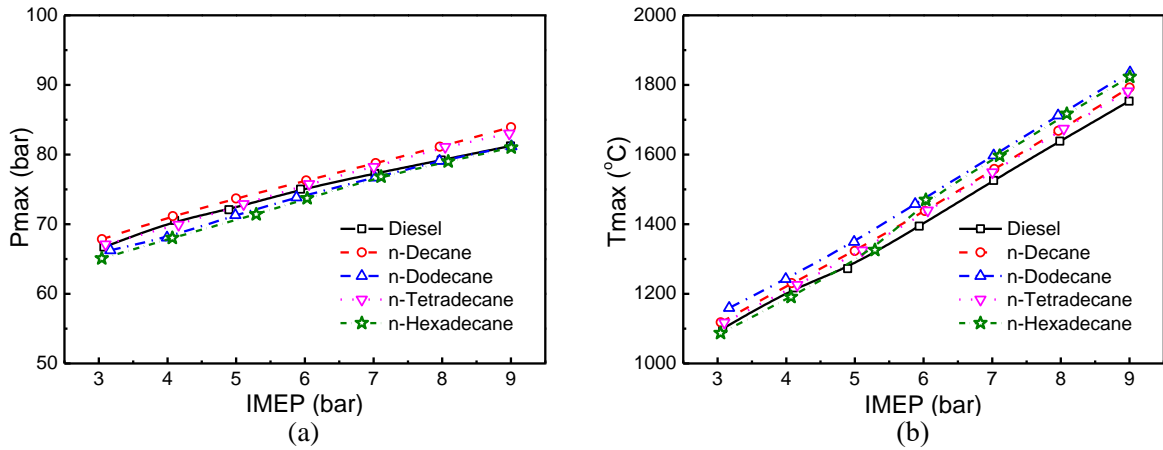 100
90
80
70
60
50
Pmax (bar)
3 4 5 6 7 8 9
IMEP (bar)
Diesel
n-Decane
n-Dodecane
n-Tetradecane
n-Hexadecane
(a)
2000
1800
1600
1400
1200
1000
Tmax (°C)
3 4 5 6 7 8 9
IMEP (bar)
Diesel
n-Decane
n-Dodecane
n-Tetradecane
n-Hexadecane
(b)